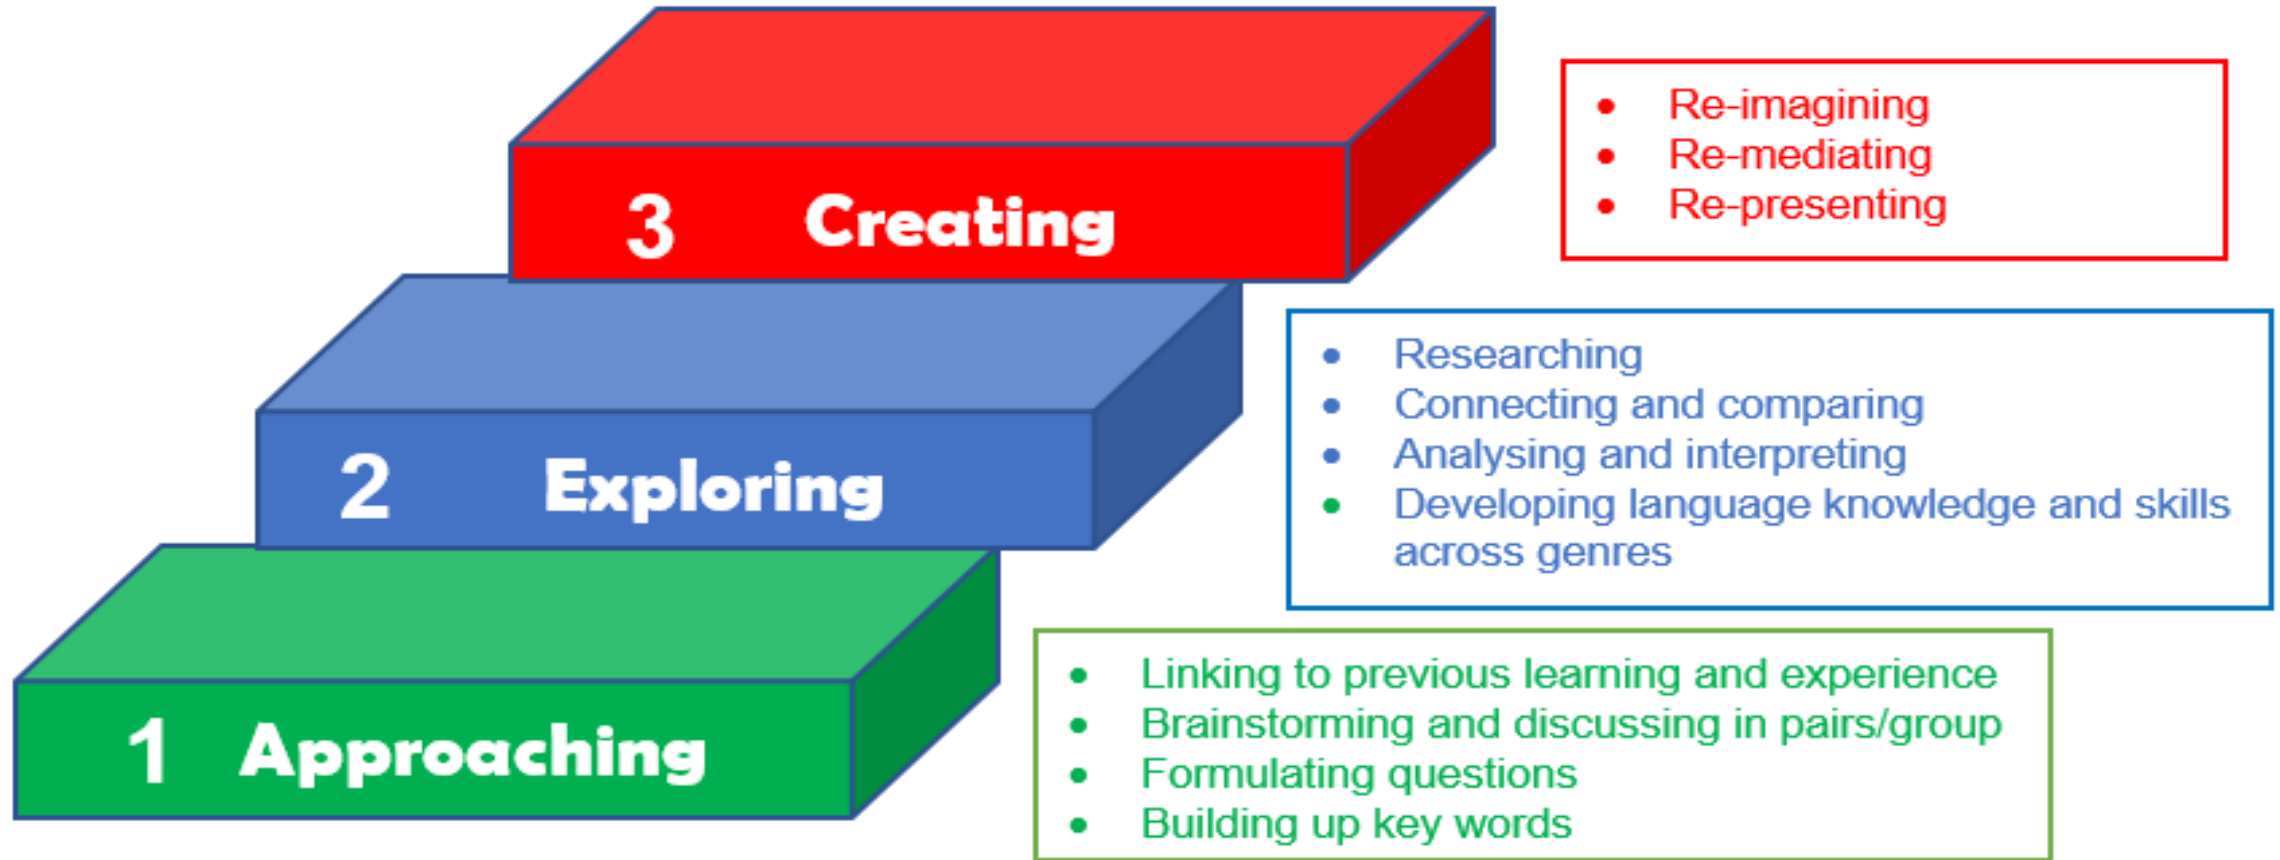 3 Creating
• Re-imagining
• Re-mediating
• Re-presenting
2 Exploring
• Researching
• Connecting and comparing
• Analysing and interpreting
• Developing language knowledge and skills
across genres
1 Approaching
• Linking to previous learning and experience
• Brainstorming and discussing in pairs/group
• Formulating questions
• Building up key words